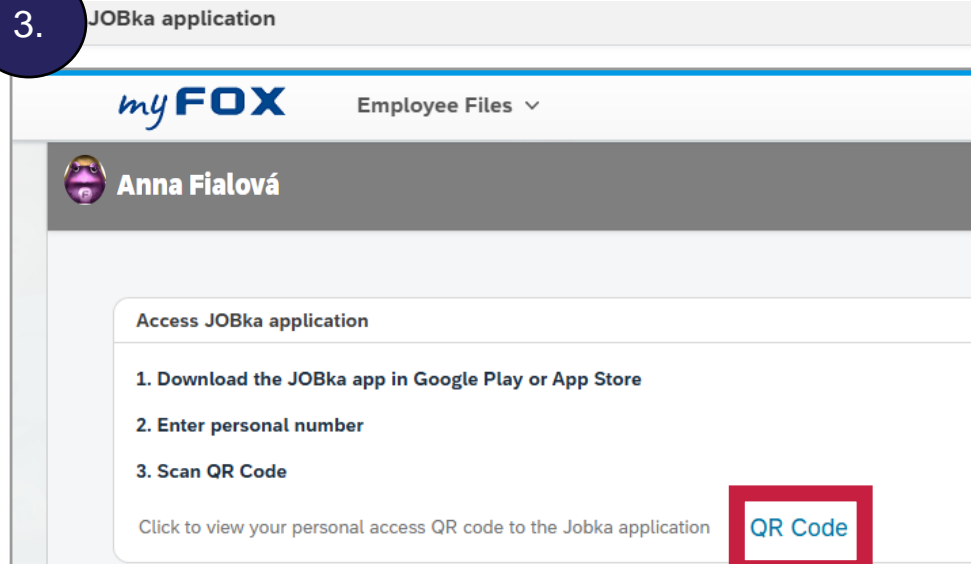 3.
JOBka application
my FOX
Employee Files
F
Anna Fialová
Access JOBka application
1. Download the JOBka app in Google Play or App Store
2. Enter personal number
3. Scan QR Code
Click to view your personal access QR code to the Jobka application QR Code